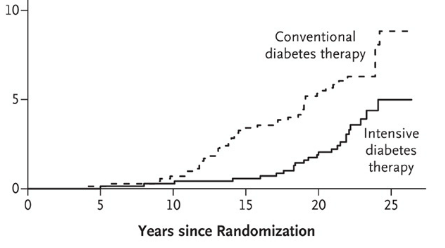 10
Conventional
diabetes therapy
5
Intensive
diabetes
therapy
0
0 5 10 15 20 25
Years since Randomization